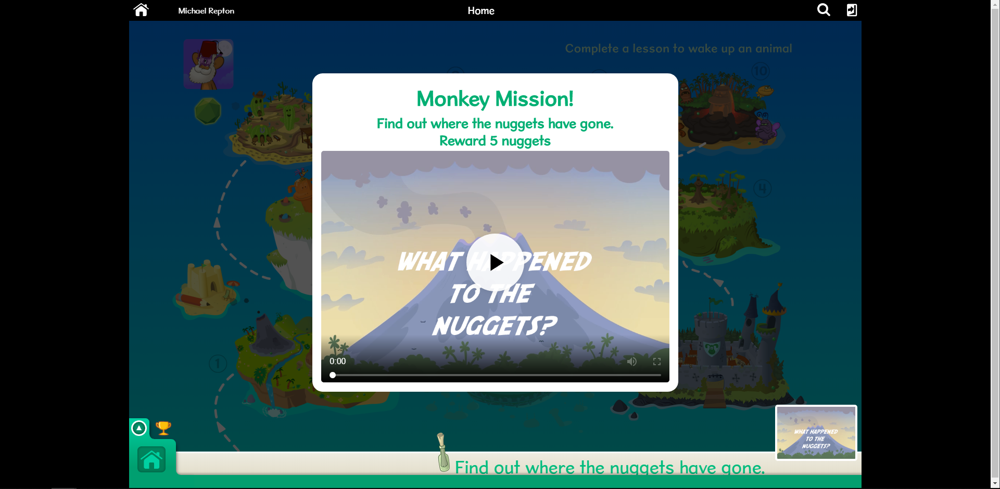 Michael Repton
Home
Complete a lesson to wake up an animal
10
Monkey Mission!
Find out where the nuggets have gone.
Reward 5 nuggets
4
WHAT HAPPENED
TO THE
NUGGETS?
0:00
1
WHAT HAPPENED
TO THE
NUGGETS?
Find out where the nuggets have gone.